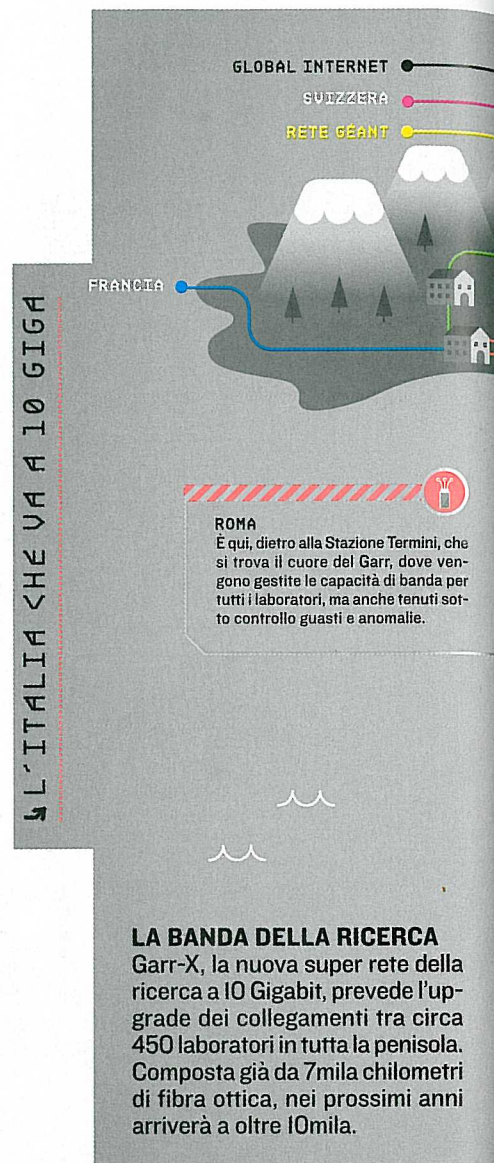 GLOBAL INTERNET
SVIZZERA
RETE GÉANT
FRANCIA
L'ITALIA CHE VA A 10 GIGA
ROMA
È qui, dietro alla Stazione Termini, che
si trova il cuore del Garr, dove ven-
gono gestite le capacità di banda per
tutti i laboratori, ma anche tenuti sot-
to controllo guasti e anomalie.
LA BANDA DELLA RICERCA
Garr-X, la nuova super rete della
ricerca a 10 Gigabit, prevede l'up-
grade dei collegamenti tra circa
450 laboratori in tutta la penisola.
Composta già da 7mila chilometri
di fibra ottica, nei prossimi anni
arriverà a oltre 10mila.